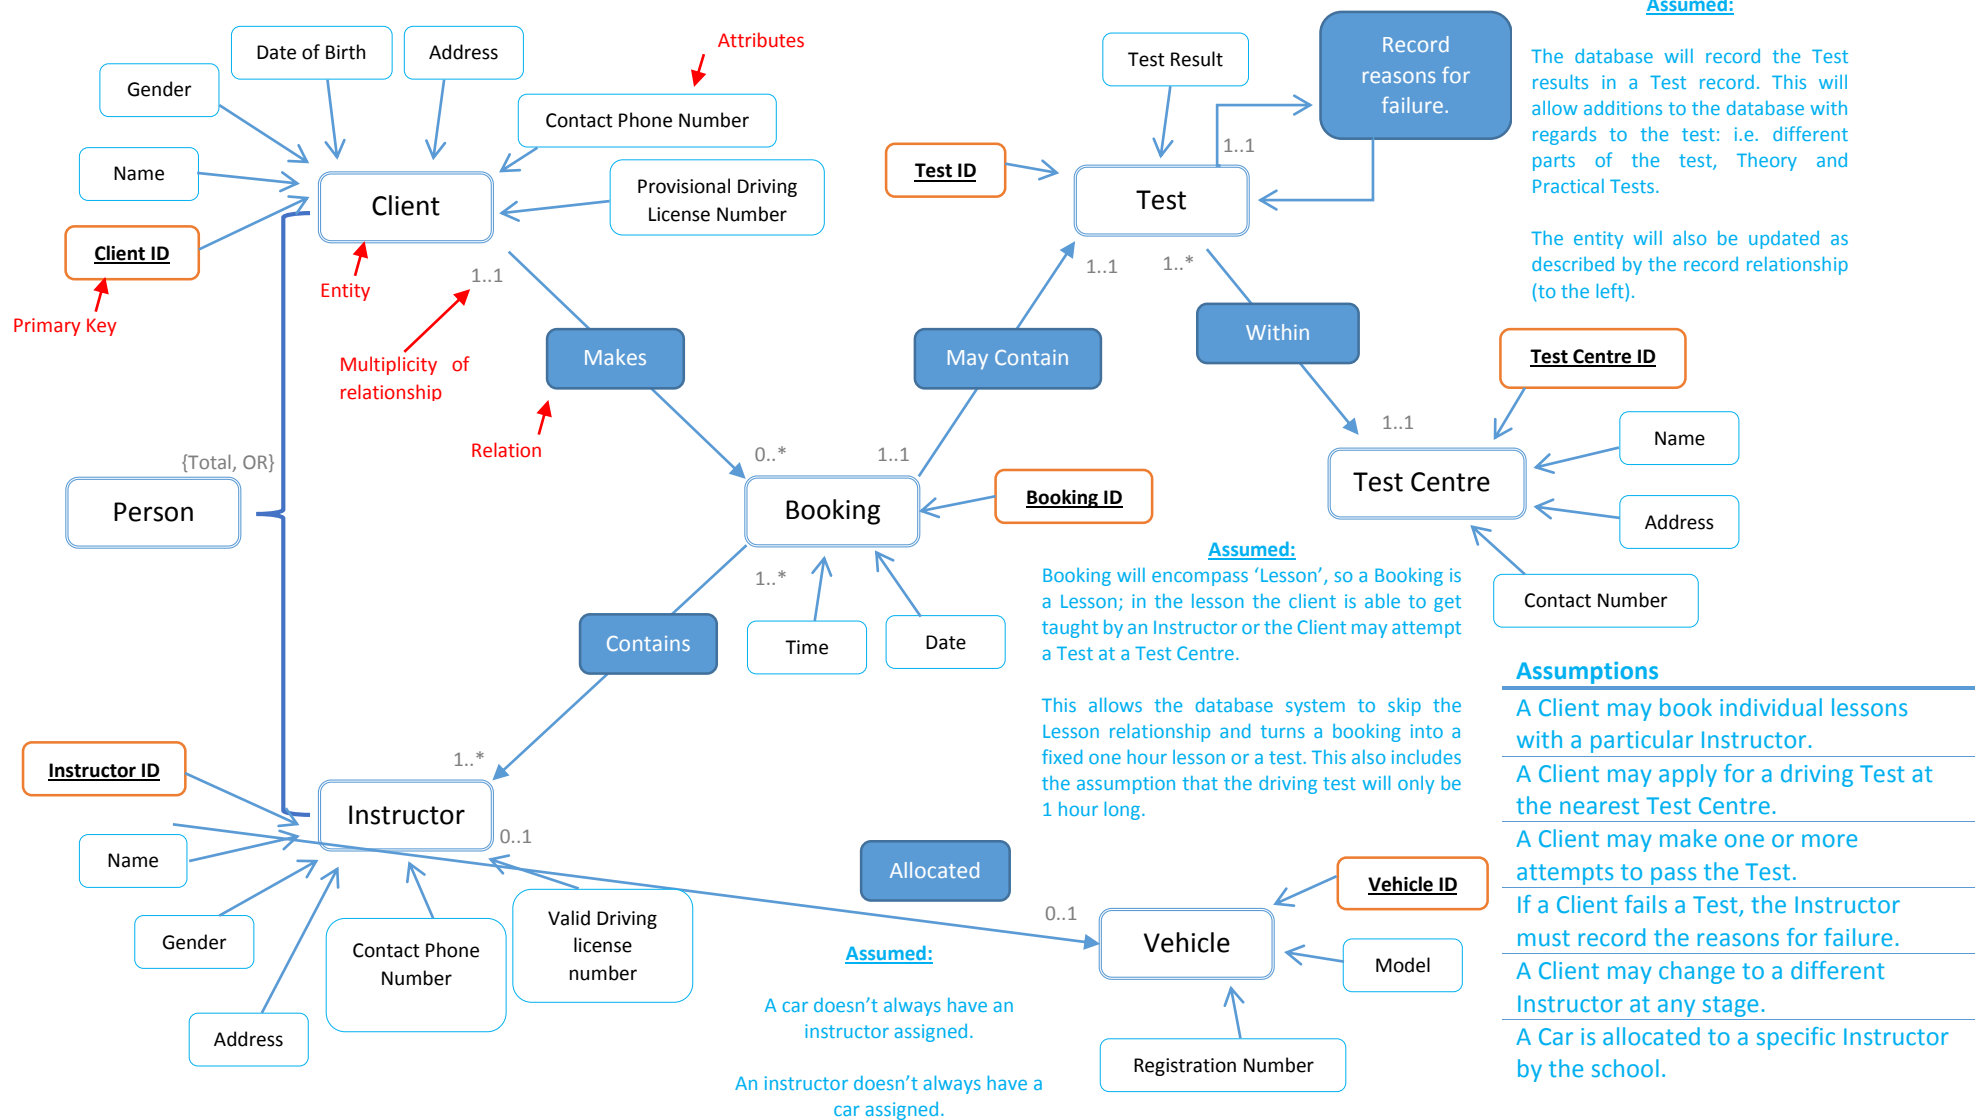 Assumed:
Date of Birth
Address
Attributes
Gender
Contact Phone Number
Name
Provisional Driving
License Number
Client
Client ID
Entity
Primary Key
1..1
Multiplicity of
relationship
Makes
Relation
Test Result
Record
reasons for
failure.
1..1
Test ID
Test
1..1
1..*
The database will record the Test
results in a Test record. This will
allow additions to the database with
regards to the test: i.e. different
parts of the test, Theory and
Practical Tests.
The entity will also be updated as
described by the record relationship
(to the left).
May Contain
Within
Test Centre ID
1..1
Name
Test Centre
Address
Contact Number
{Total, OR}
Person
0..*
1..1
Booking
Booking ID
1..*
Time
Date
Contains
Assumed:
Booking will encompass ‘Lesson’, so a Booking is
a Lesson; in the lesson the client is able to get
taught by an Instructor or the Client may attempt
a Test at a Test Centre.
This allows the database system to skip the
Lesson relationship and turns a booking into a
fixed one hour lesson or a test. This also includes
the assumption that the driving test will only be
1 hour long.
Assumptions
A Client may book individual lessons
with a particular Instructor.
A Client may apply for a driving Test at
the nearest Test Centre.
A Client may make one or more
attempts to pass the Test.
If a Client fails a Test, the Instructor
must record the reasons for failure.
A Client may change to a different
Instructor at any stage.
A Car is allocated to a specific Instructor
by the school.
1..*
Instructor ID
Instructor
0..1
Name
Gender
Address
Contact Phone
Number
Valid Driving
license
number
Allocated
0..1
Vehicle
Vehicle ID
Model
Registration Number
Assumed:
A car doesn’t always have an
instructor assigned.
An instructor doesn’t always have a
car assigned.